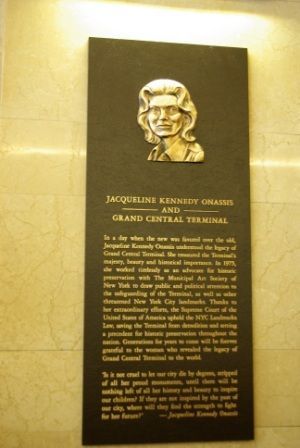 JACQUELINE KENNEDY ONASSIS
AND
GRAND CENTRAL TERMINAL
In a day when the new was favored over the old,
Jacqueline Kennedy Onassis understood the legacy of
Grand Central Terminal. She treasured the Terminal's
majesty, beauty and historical importance. In 1975,
she worked tirelessly as an advocate for historic
preservation with The Municipal Art Society of
New York to draw public and political attention to
the safeguarding of the Terminal, as well as other
threatened New York City landmarks. Thanks to
her extraordinary efforts, the Supreme Court of the
United States of America upheld the NYC Landmarks
Law, saving the Terminal from demolition and setting
a precedent for historic preservation throughout the
nation. Generations for years to come will be forever
grateful to the woman who revealed the legacy of
Grand Central Terminal to the world.
"Is it not cruel to let our city die by degrees, stripped
of all her proud monuments, until there will be
nothing left of all her history and beauty to inspire
our children? If they are not inspired by the past of
our city, where will they find the strength to fight
for her future?" — Jacqueline Kennedy Onassis